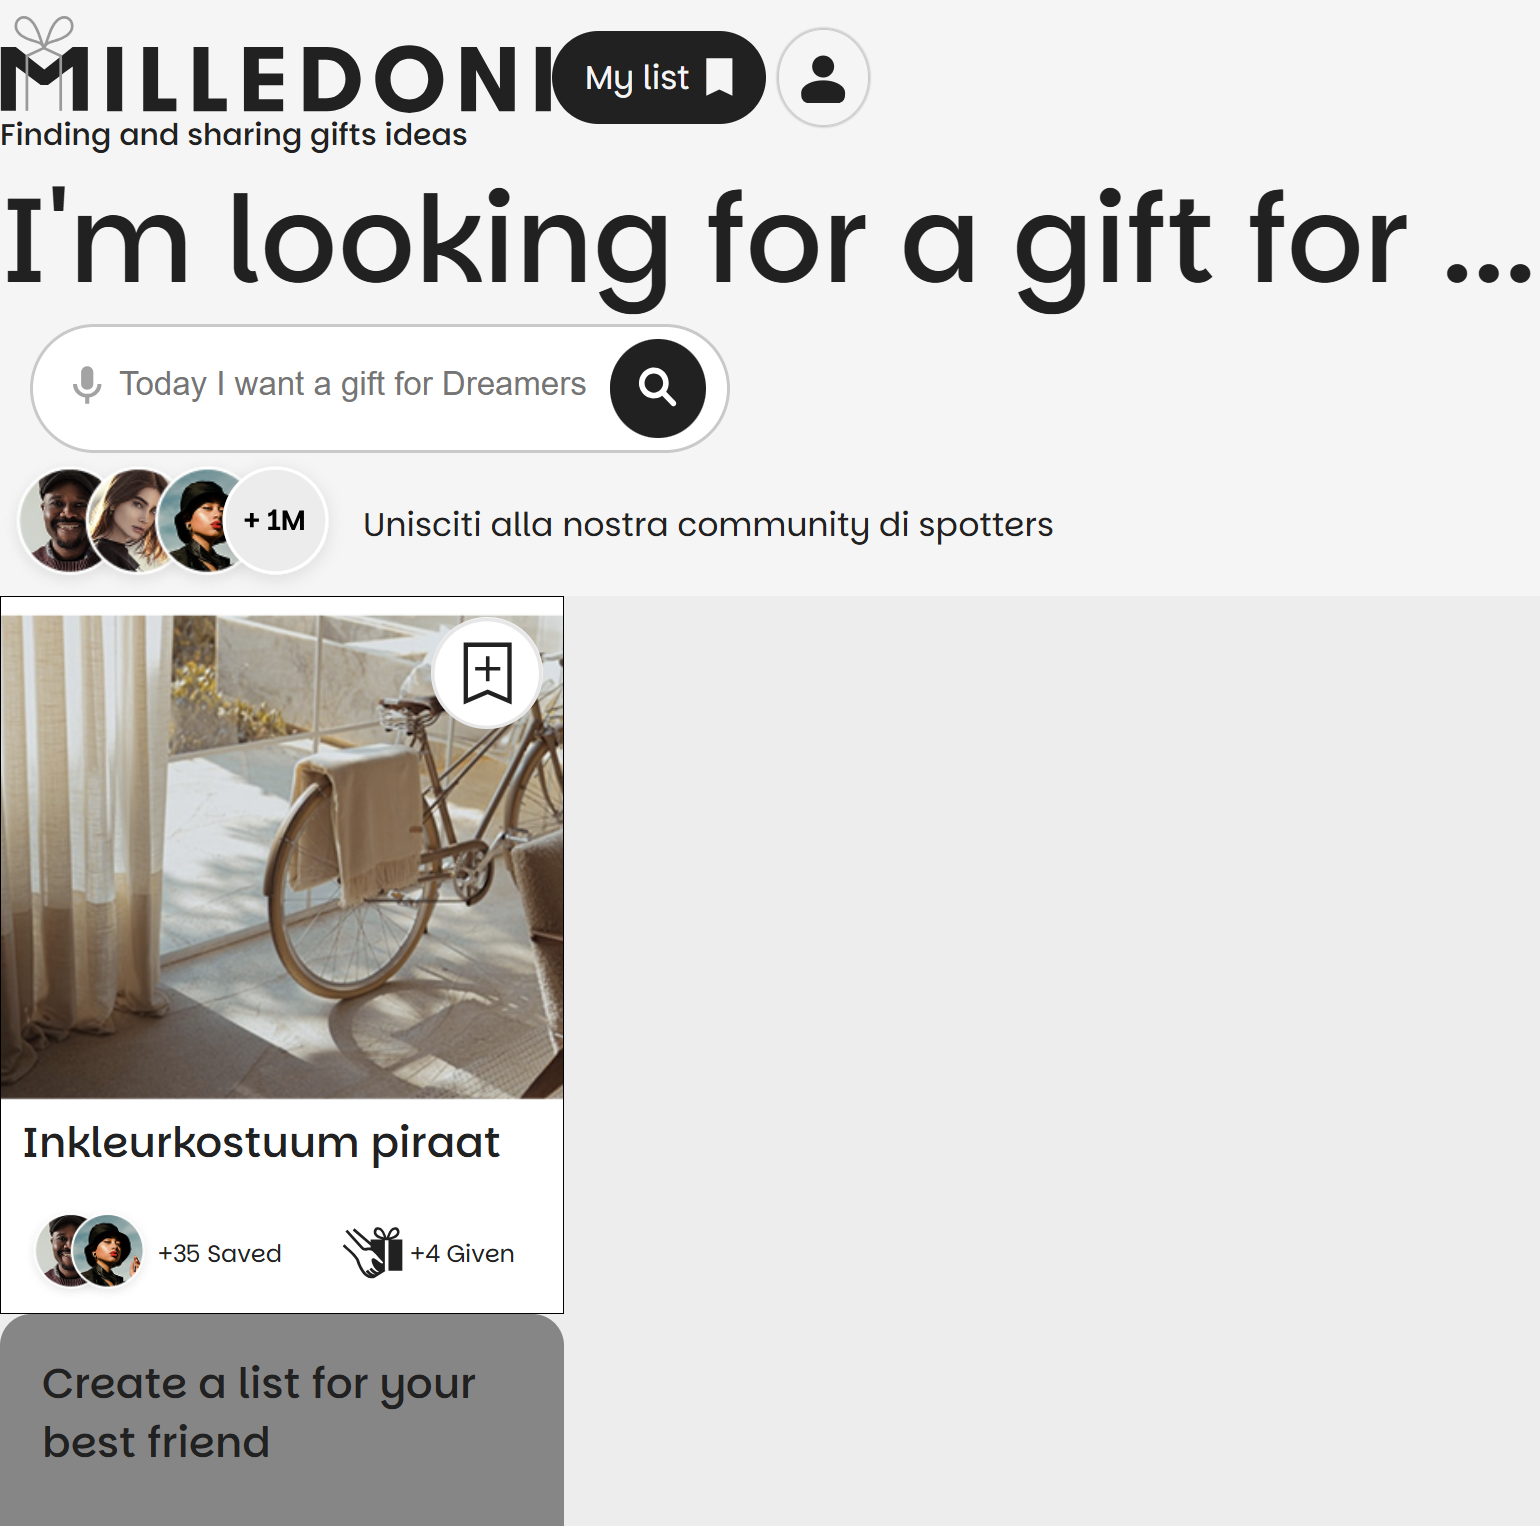 MILLEDONI
My list
Finding and sharing gifts ideas
I'm looking for a gift for ...
Today I want a gift for Dreamers
+ 1M
Unisciti alla nostra community di spotters
Inkleurkostuum piraat
+35 Saved
+4 Given
Create a list for your
best friend